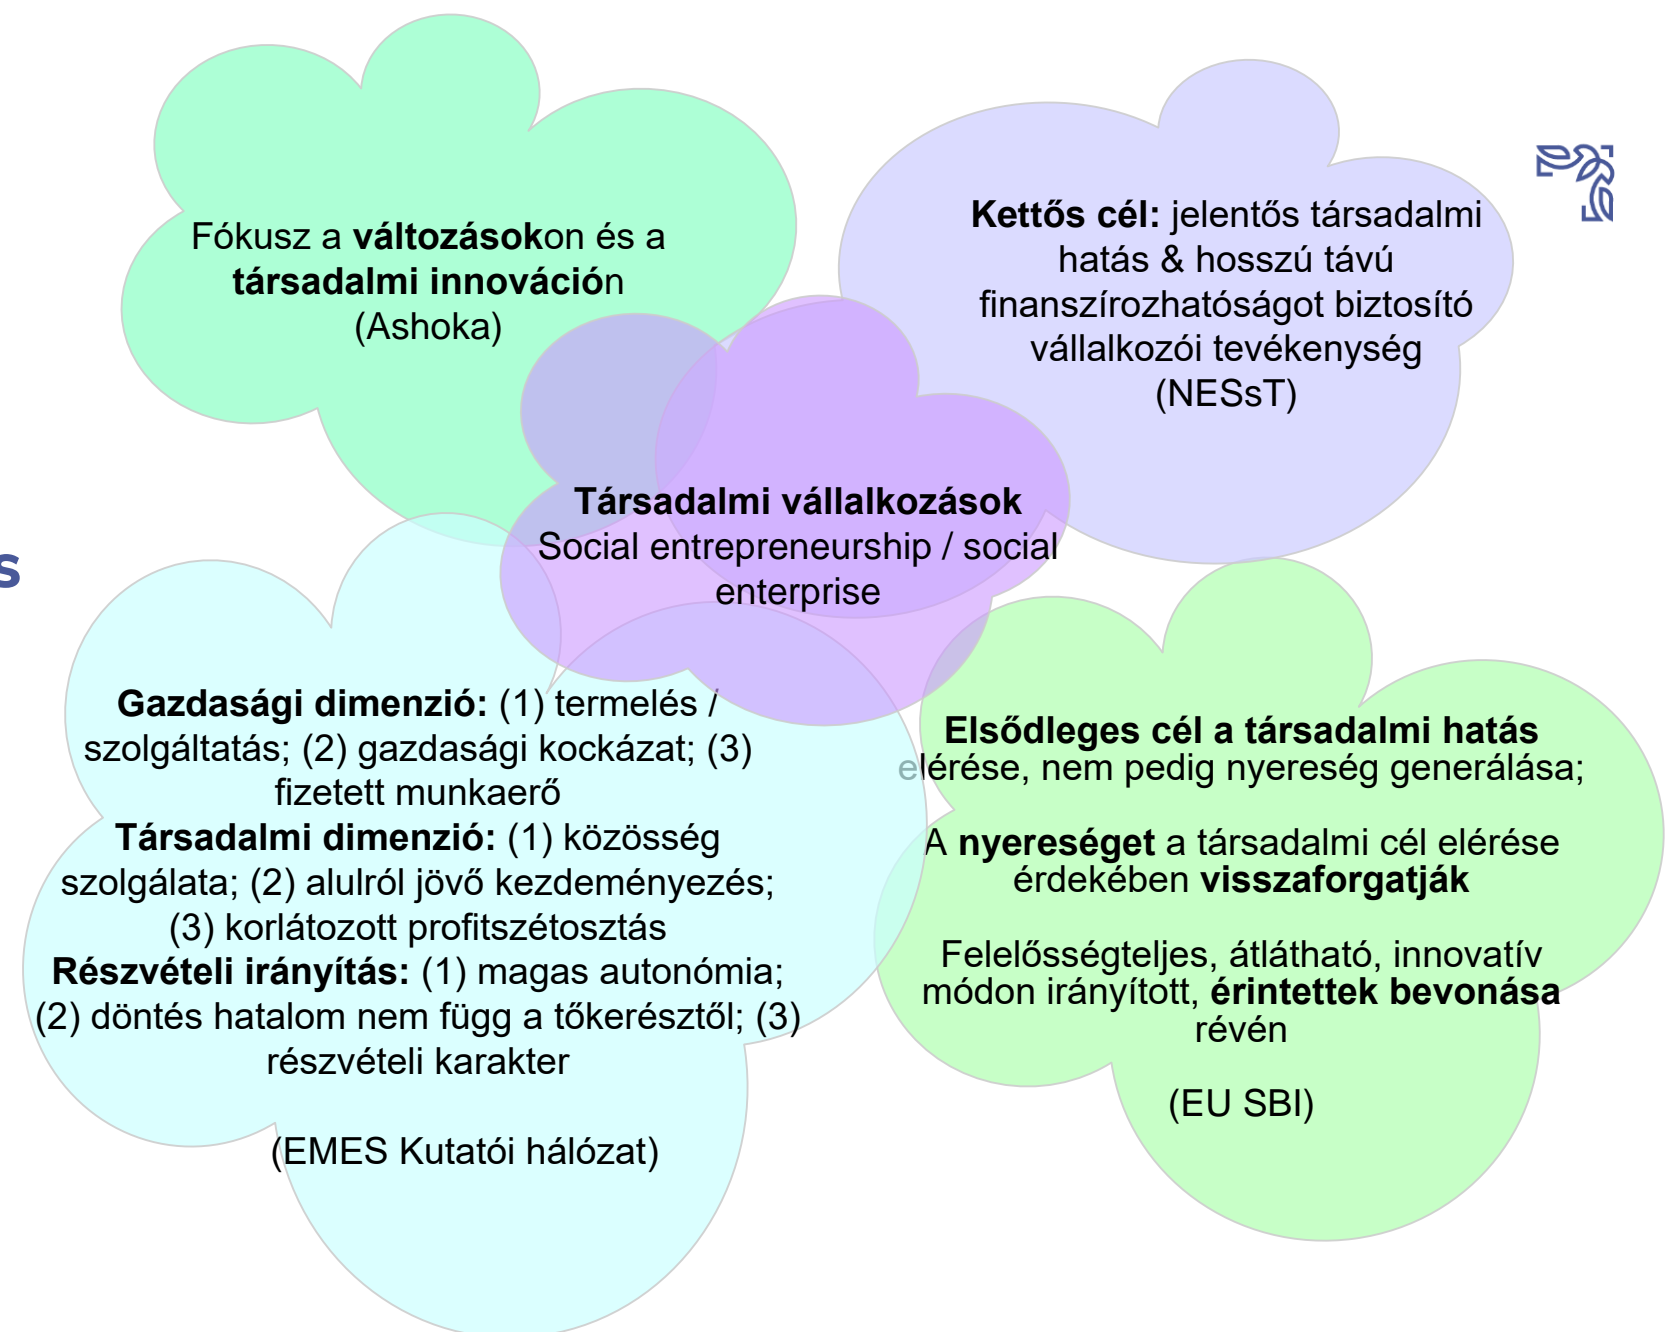 Fókusz a változásokon és a
társadalmi innováción
(Ashoka)
Kettős cél: jelentős társadalmi
hatás & hosszú távú
finanszírozhatóságot biztosító
vállalkozói tevékenység
(NESsT)
Társadalmi vállalkozások
Social entrepreneurship / social
enterprise
s
Gazdasági dimenzió: (1) termelés /
szolgáltatás; (2) gazdasági kockázat; (3)
fizetett munkaerő
Társadalmi dimenzió: (1) közösség
szolgálata; (2) alulról jövő kezdeményezés;
(3) korlátozott profitszétosztás
Részvételi irányítás: (1) magas autonómia;
(2) döntés hatalom nem függ a tőkerésztől; (3)
részvételi karakter
(EMES Kutatói hálózat)
Elsődleges cél a társadalmi hatás
elérése, nem pedig nyereség generálása;
A nyereséget a társadalmi cél elérése
érdekében visszaforgatják
Felelősségteljes, átlátható, innovatív
módon irányított, érintettek bevonása
révén
(EU SBI)